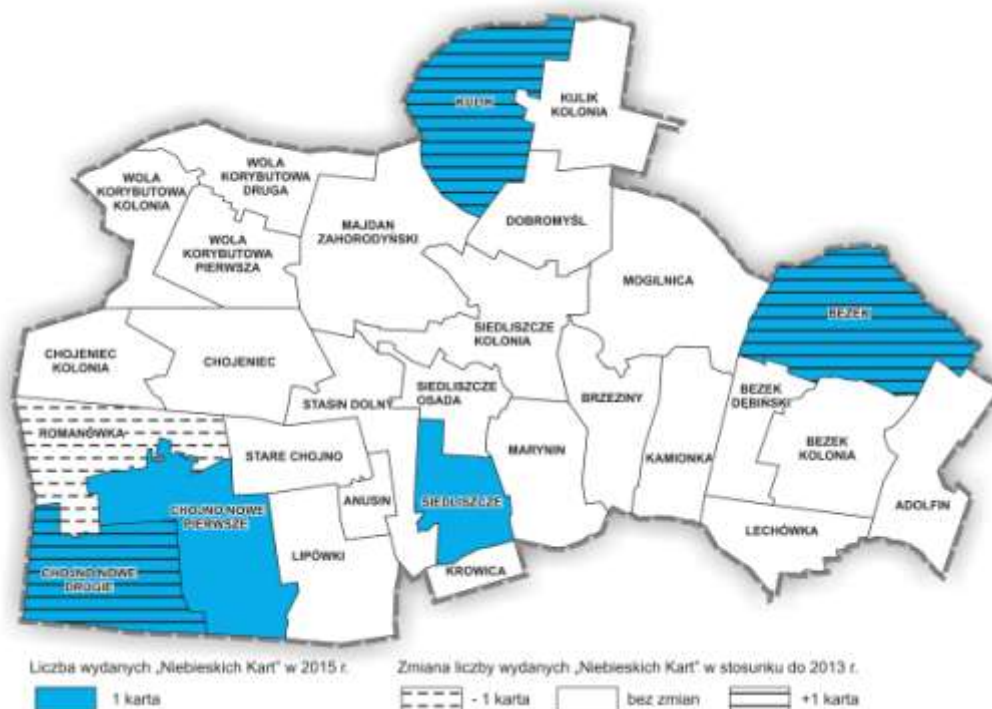 KULIK
KULIK
KOLONIA
WOLA
KORYBUTOWA
DRUGA
WOLA
KORYBUTOWA
KOLONIA
WOLA
KORYBUTOWA
PIERWSZA
MAJDAN
ZAHORODYŃSKI
DOBROMYŚL
MOGILNICA
BEZEK
SIEDLISZCZE
KOLONIA
CHOJENIEC
KOLONIA
CHOJENIEC
STASIN DOLNY
SIEDLISZCZE
OSADA
BRZEZINY
BEZEK
DĘBIŃSKI
ROMANÓWKA
STARE CHOJNO
MARYNIN
KAMIONKA
BEZEK
KOLONIA
ANUSIN
SIEDLISZCZE
CHOJNO NOWE
PIERWSZE
ADOLFIN
LECHÓWKA
LIPÓWKI
KROWICA
CHOJNO NOWE
DRUGIE
Liczba wydanych „Niebieskich Kart” w 2015 r.
Zmiana liczby wydanych „Niebieskich Kart” w stosunku do 2013 r.
1 karta
- 1 karta
bez zmian
+1 karta